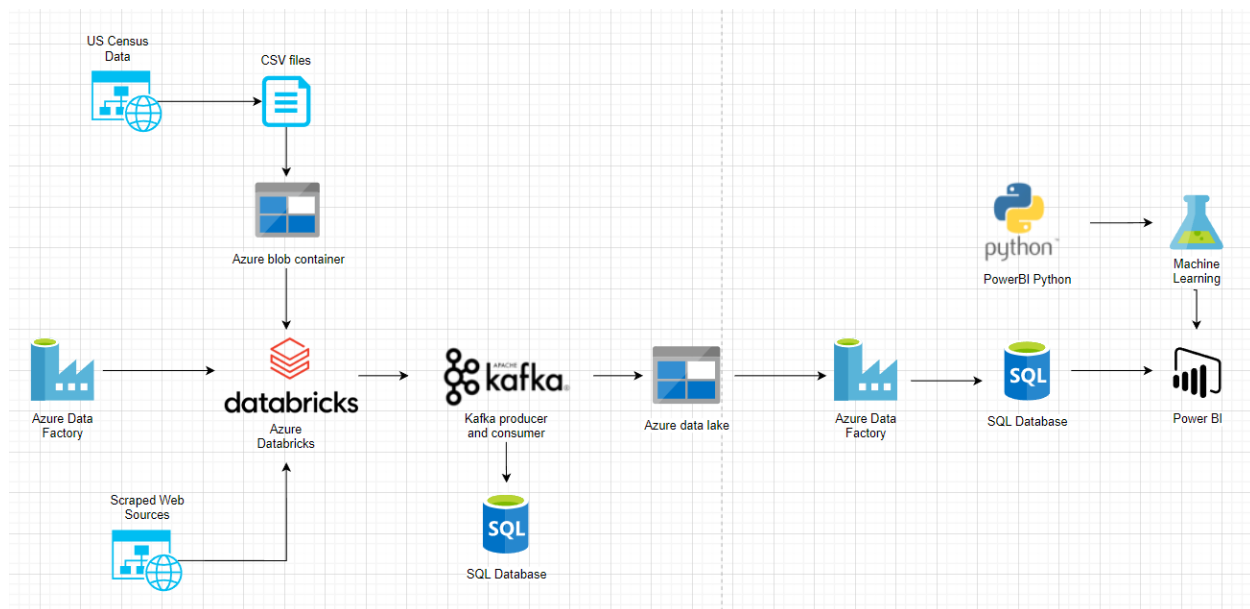 US Census
Data
CSV files
Azure blob container
python
PowerBI Python
Machine
Learning
Azure Data
Factory
databricks
Azure
Databricks
APACHE
kafka
Kafka producer
and consumer
Azure data lake
Azure Data
Factory
SQL
SQL Database
Power BI
Scraped Web
Sources
SQL
SQL Database